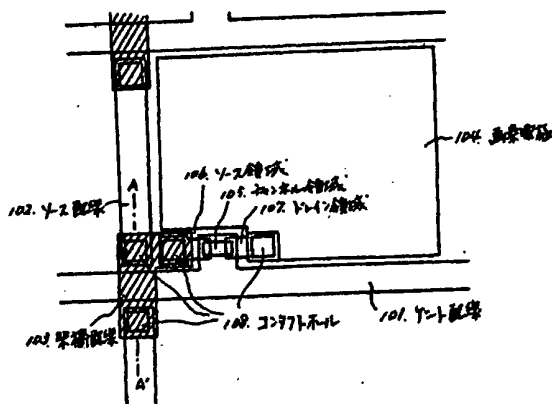 104. 画素電極
106. ソース領域
105. チャンネル領域
107. ドレイン領域
A
102. ソース配線
108. コンタクトホール
101. ゲート配線
103. 架橋配線
A'